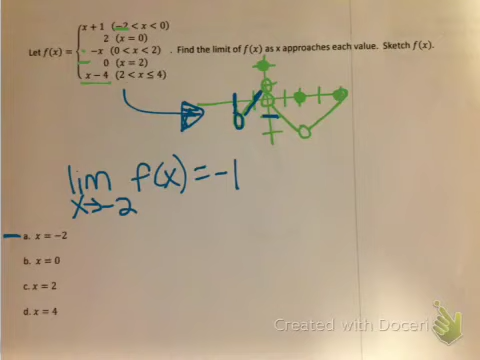 x + 1 (−2 < x < 0)
2 (x = 0)
Let f(x) = −x (0 < x < 2) . Find the limit of f(x) as x approaches each value. Sketch f(x).
0 (x = 2)
x − 4 (2 < x ≤ 4)
lim f(x) = -1
x→-2
a. x = −2
b. x = 0
c. x = 2
d. x = 4
Created with Doceri